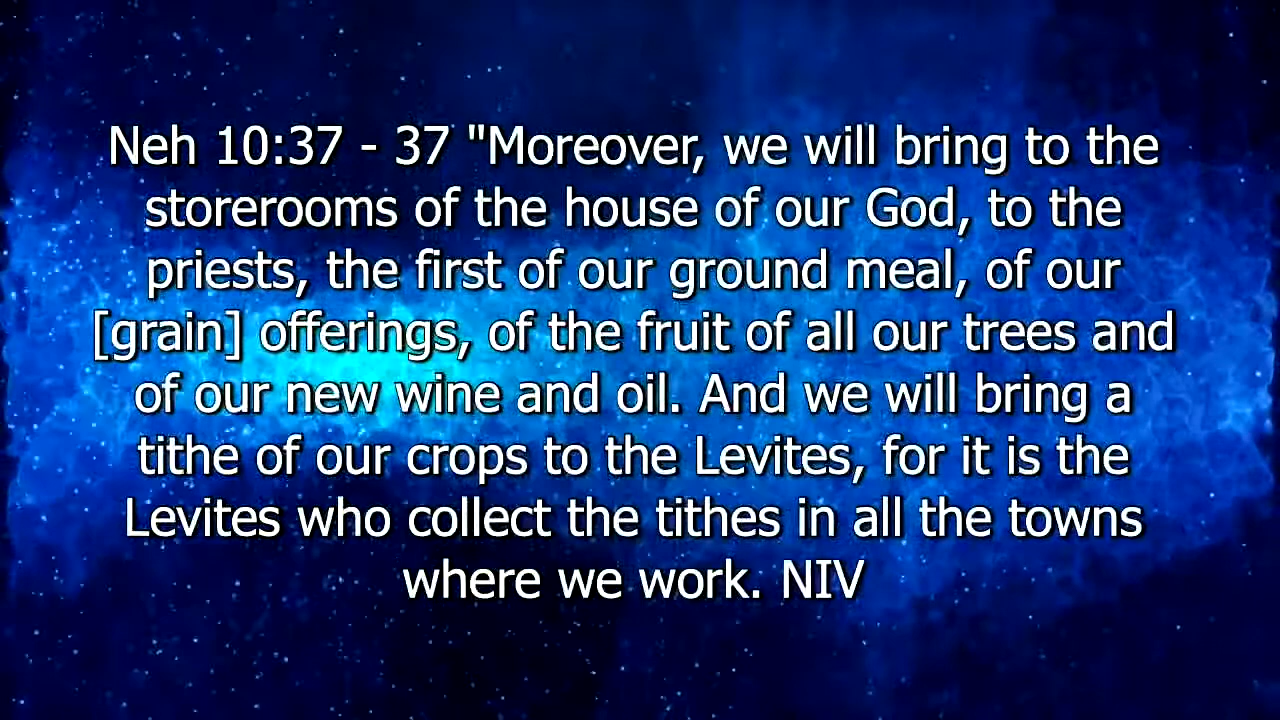 Neh 10:37 - 37 "Moreover, we will bring to the
storerooms of the house of our God, to the
priests, the first of our ground meal, of our
[grain] offerings, of the fruit of all our trees and
of our new wine and oil. And we will bring a
tithe of our crops to the Levites, for it is the
Levites who collect the tithes in all the towns
where we work. NIV